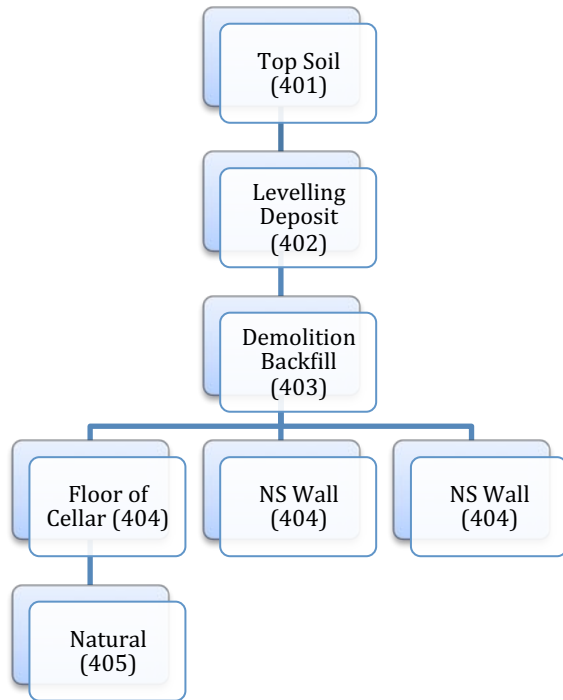 Top Soil
(401)
Levelling
Deposit
(402)
Demolition
Backfill
(403)
Floor of
Cellar (404)
NS Wall
(404)
NS Wall
(404)
Natural
(405)